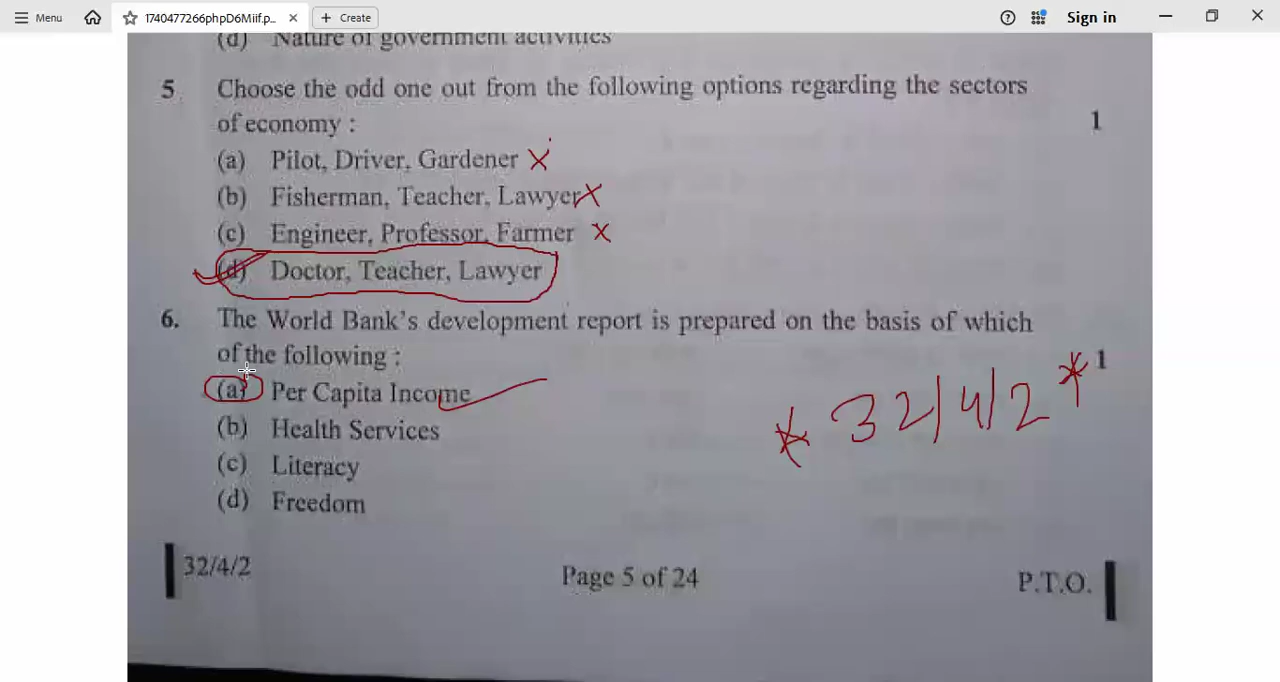 Menu
1740477266phpD6Miif.p...
Create
Sign in
(d) Nature of government activities
5 Choose the odd one out from the following options regarding the sectors
of economy :
1
(a) Pilot, Driver, Gardener
(b) Fisherman, Teacher, Lawyer
(c) Engineer, Professor, Farmer
(d) Doctor, Teacher, Lawyer
6. The World Bank's development report is prepared on the basis of which
of the following :
1
(a) Per Capita Income
* 32/4/2 *
(b) Health Services
(c) Literacy
(d) Freedom
32/4/2
Page 5 of 24
P.T.O.